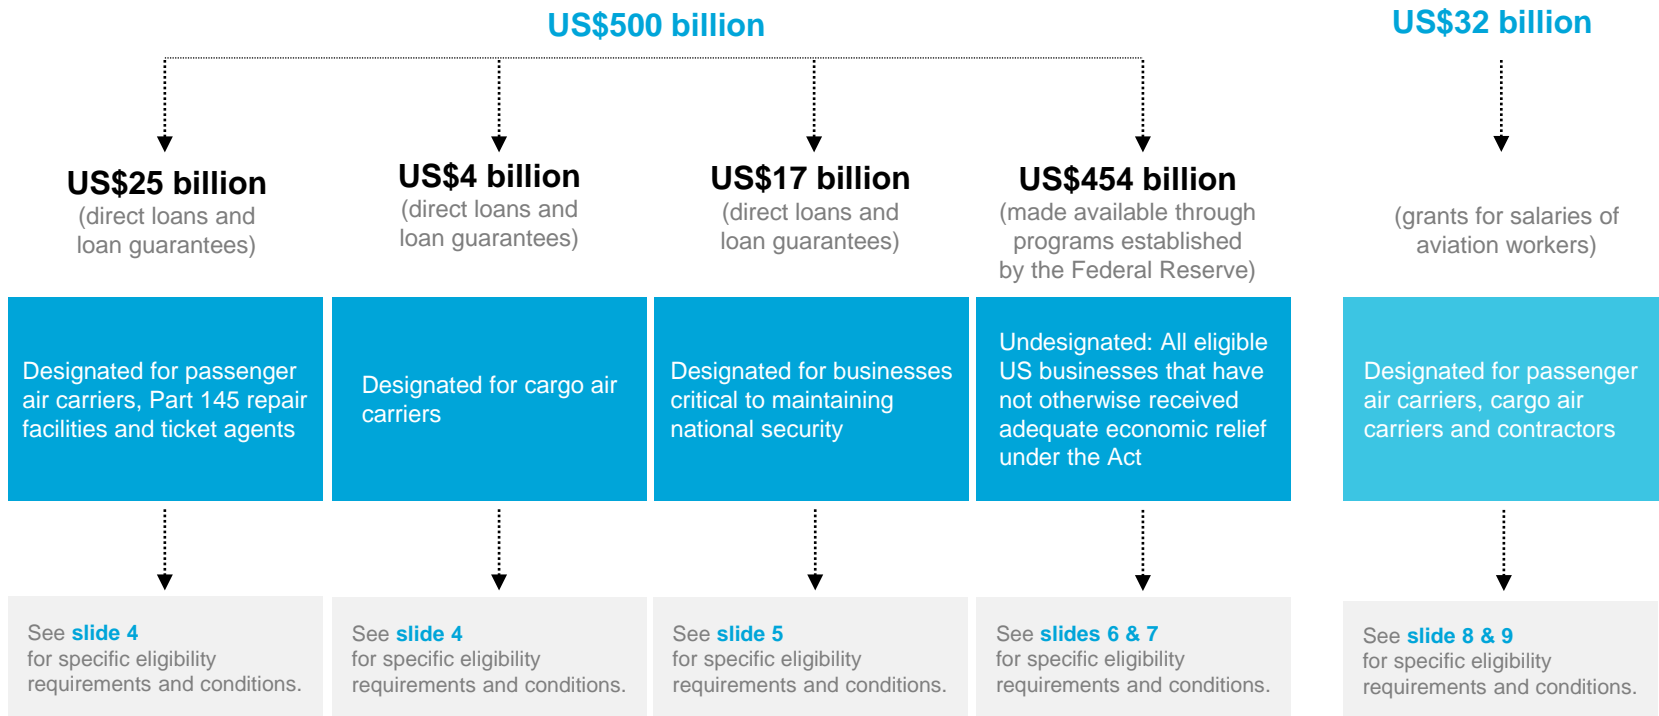 US$500 billion
US$32 billion
US$25 billion
(direct loans and
loan guarantees)
US$4 billion
(direct loans and
loan guarantees)
US$17 billion
(direct loans and
loan guarantees)
US$454 billion
(made available through
programs established
by the Federal Reserve)
(grants for salaries of
aviation workers)
Designated for passenger
air carriers, Part 145 repair
facilities and ticket agents
Designated for cargo air
carriers
Designated for businesses
critical to maintaining
national security
Undesignated: All eligible
US businesses that have
not otherwise received
adequate economic relief
under the Act
Designated for passenger
air carriers, cargo air
carriers and contractors
See slide 4
for specific eligibility
requirements and conditions.
See slide 4
for specific eligibility
requirements and conditions.
See slide 5
for specific eligibility
requirements and conditions.
See slides 6 & 7
for specific eligibility
requirements and conditions.
See slide 8 & 9
for specific eligibility
requirements and conditions.